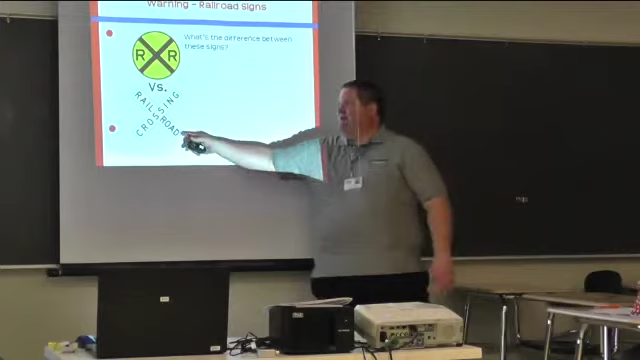 Warning - Railroad Signs
What's the difference between
these signs?
R R
Vs.
RAILROAD
CROSSING